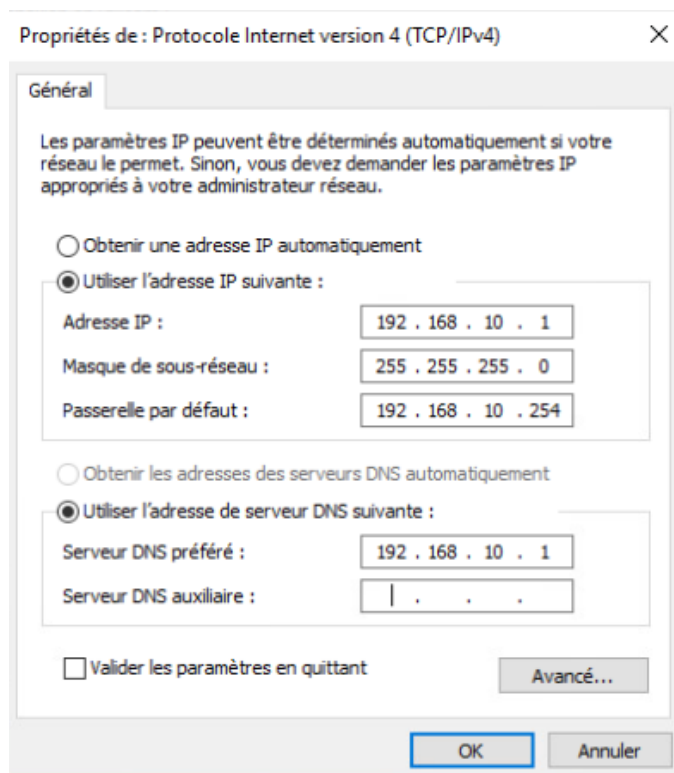 Propriétés de : Protocole Internet version 4 (TCP/IPv4)
Général
Les paramètres IP peuvent être déterminés automatiquement si votre
réseau le permet. Sinon, vous devez demander les paramètres IP
appropriés à votre administrateur réseau.
Obtenir une adresse IP automatiquement
Utiliser l'adresse IP suivante :
Adresse IP : 192 . 168 . 10 . 1
Masque de sous-réseau : 255 . 255 . 255 . 0
Passerelle par défaut : 192 . 168 . 10 . 254
Obtenir les adresses des serveurs DNS automatiquement
Utiliser l'adresse de serveur DNS suivante :
Serveur DNS préféré : 192 . 168 . 10 . 1
Serveur DNS auxiliaire : . . .
Valider les paramètres en quittant
Avancé...
OK Annuler